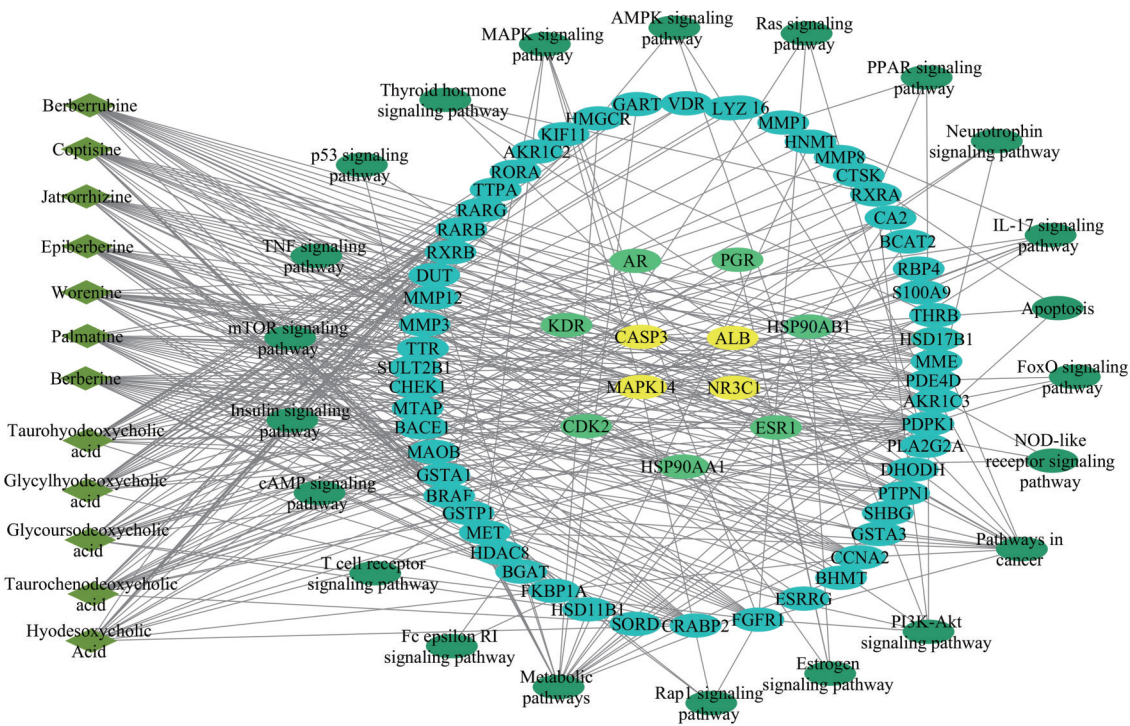 Berberrubine
Coptisine
Jatrorrhizine
Epiberberine
Worenine
Palmatine
Berberine
Taurohyodeoxycholic
acid
Glycylhyodeoxycholic
acid
Glycoursodeoxycholic
acid
Taurochenodeoxycholic
acid
Hyodesoxycholic
Acid
MAPK signaling
pathway
AMPK signaling
pathway
Ras signaling
pathway
PPAR signaling
pathway
Neurotrophin
signaling pathway
IL-17 signaling
pathway
Apoptosis
FoxO signaling
pathway
NOD-like
receptor signaling
pathway
Pathways in
cancer
PI3K-Akt
signaling pathway
Estrogen
signaling pathway
Rap1 signaling
pathway
Metabolic
pathways
Fc epsilon RI
signaling pathway
T cell receptor
signaling pathway
cAMP signaling
pathway
Insulin signaling
pathway
mTOR signaling
pathway
TNF signaling
pathway
p53 signaling
pathway
Thyroid hormone
signaling pathway
VDR
LYZ 16
MMP1
HNMT
MMP8
CTSK
RXRA
CA2
BCAT2
RBP4
S100A9
THRB
HSD17B1
MME
PDE4D
AKR1C3
PDPK1
PLA2G2A
DHODH
PTPN1
SHBG
GSTA3
CCNA2
BHMT
ESRRG
FGFR1
CRABP2
SORD
HSD11B1
FKBP1A
BGAT
HDAC8
MET
GSTP1
BRAF
GSTA1
MAOB
BACE1
MTAP
CHEK1
SULT2B1
TTR
MMP3
MMP12
DUT
RXRB
RARB
RARG
TTPA
RORA
AKR1C2
KIF11
HMGCR
GART
AR
PGR
KDR
CASP3
ALB
HSP90AB1
MAPK14
NR3C1
CDK2
ESR1
HSP90AA1